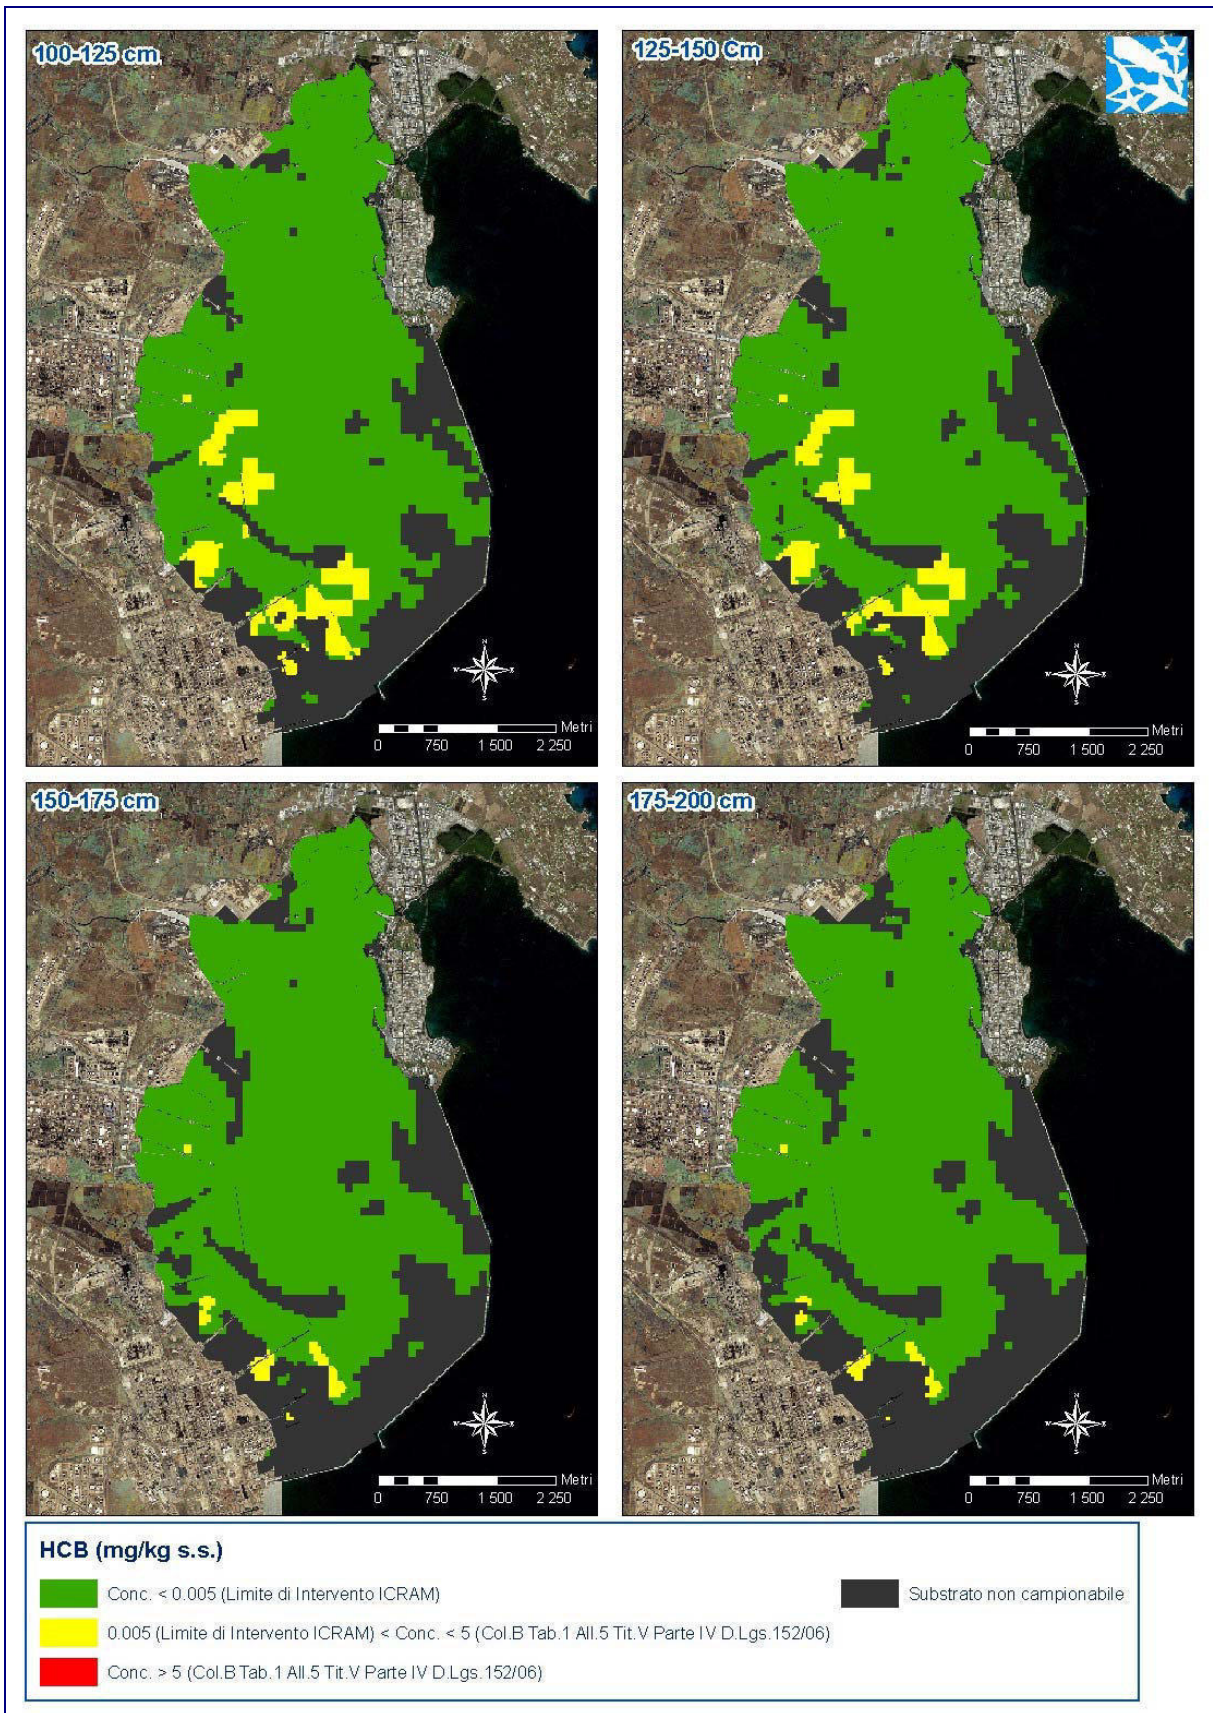 100-125 cm
125-150 Cm
N
W E
S
Metri
0 750 1 500 2 250
N
W E
S
Metri
0 750 1 500 2 250
150-175 cm
175-200 cm
N
W E
S
Metri
0 750 1 500 2 250
N
W E
S
Metri
0 750 1 500 2 250
HCB (mg/kg s.s.)
Conc. < 0.005 (Limite di Intervento ICRAM)
Substrato non campionabile
0.005 (Limite di Intervento ICRAM) < Conc. < 5 (Col.B Tab.1 All.5 Tit.V Parte IV D.Lgs.152/06)
Conc. > 5 (Col.B Tab.1 All.5 Tit.V Parte IV D.Lgs.152/06)